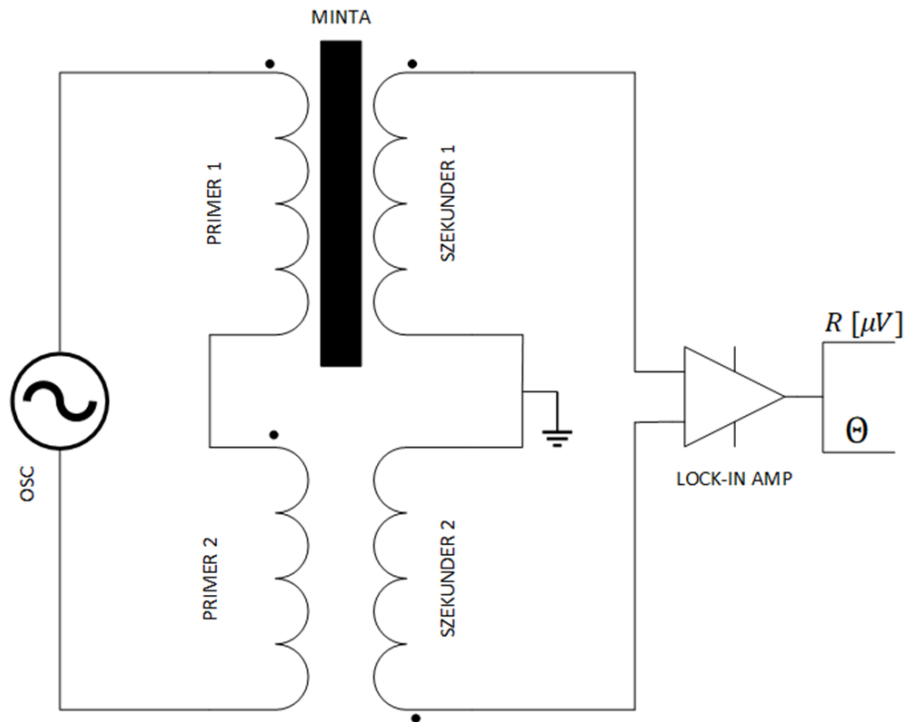 MINTA
PRIMER 1
SZEKUNDER 1
R [μV]
Θ
OSC
LOCK-IN AMP
PRIMER 2
SZEKUNDER 2